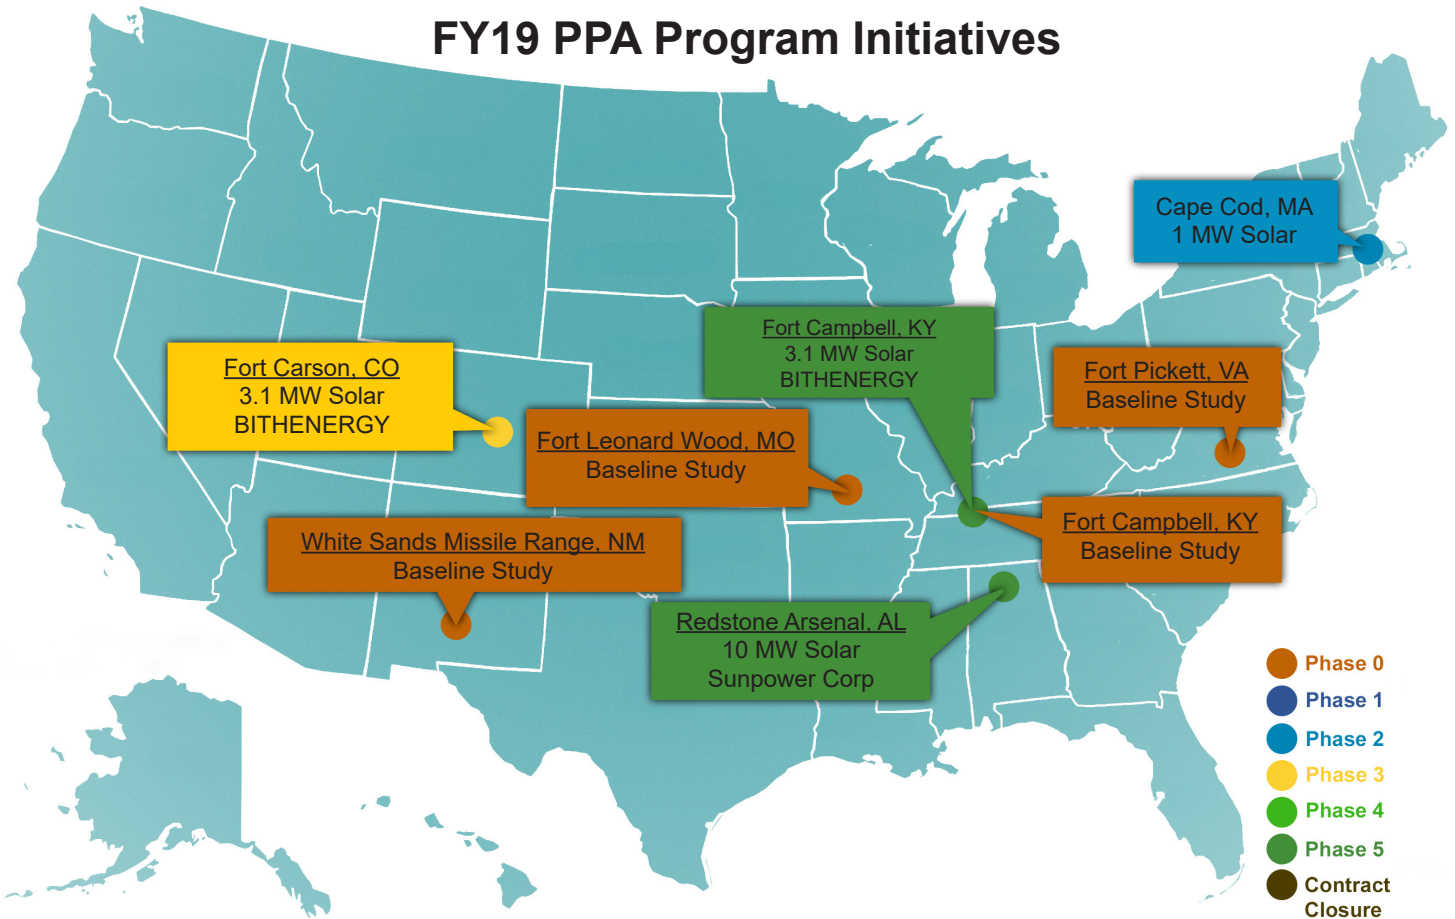 FY19 PPA Program Initiatives
Cape Cod, MA
1 MW Solar
Fort Campbell, KY
3.1 MW Solar
BITHENERGY
Fort Carson, CO
3.1 MW Solar
BITHENERGY
Fort Pickett, VA
Baseline Study
Fort Leonard Wood, MO
Baseline Study
Fort Campbell, KY
Baseline Study
White Sands Missile Range, NM
Baseline Study
Redstone Arsenal, AL
10 MW Solar
Sunpower Corp
Phase 0
Phase 1
Phase 2
Phase 3
Phase 4
Phase 5
Contract
Closure